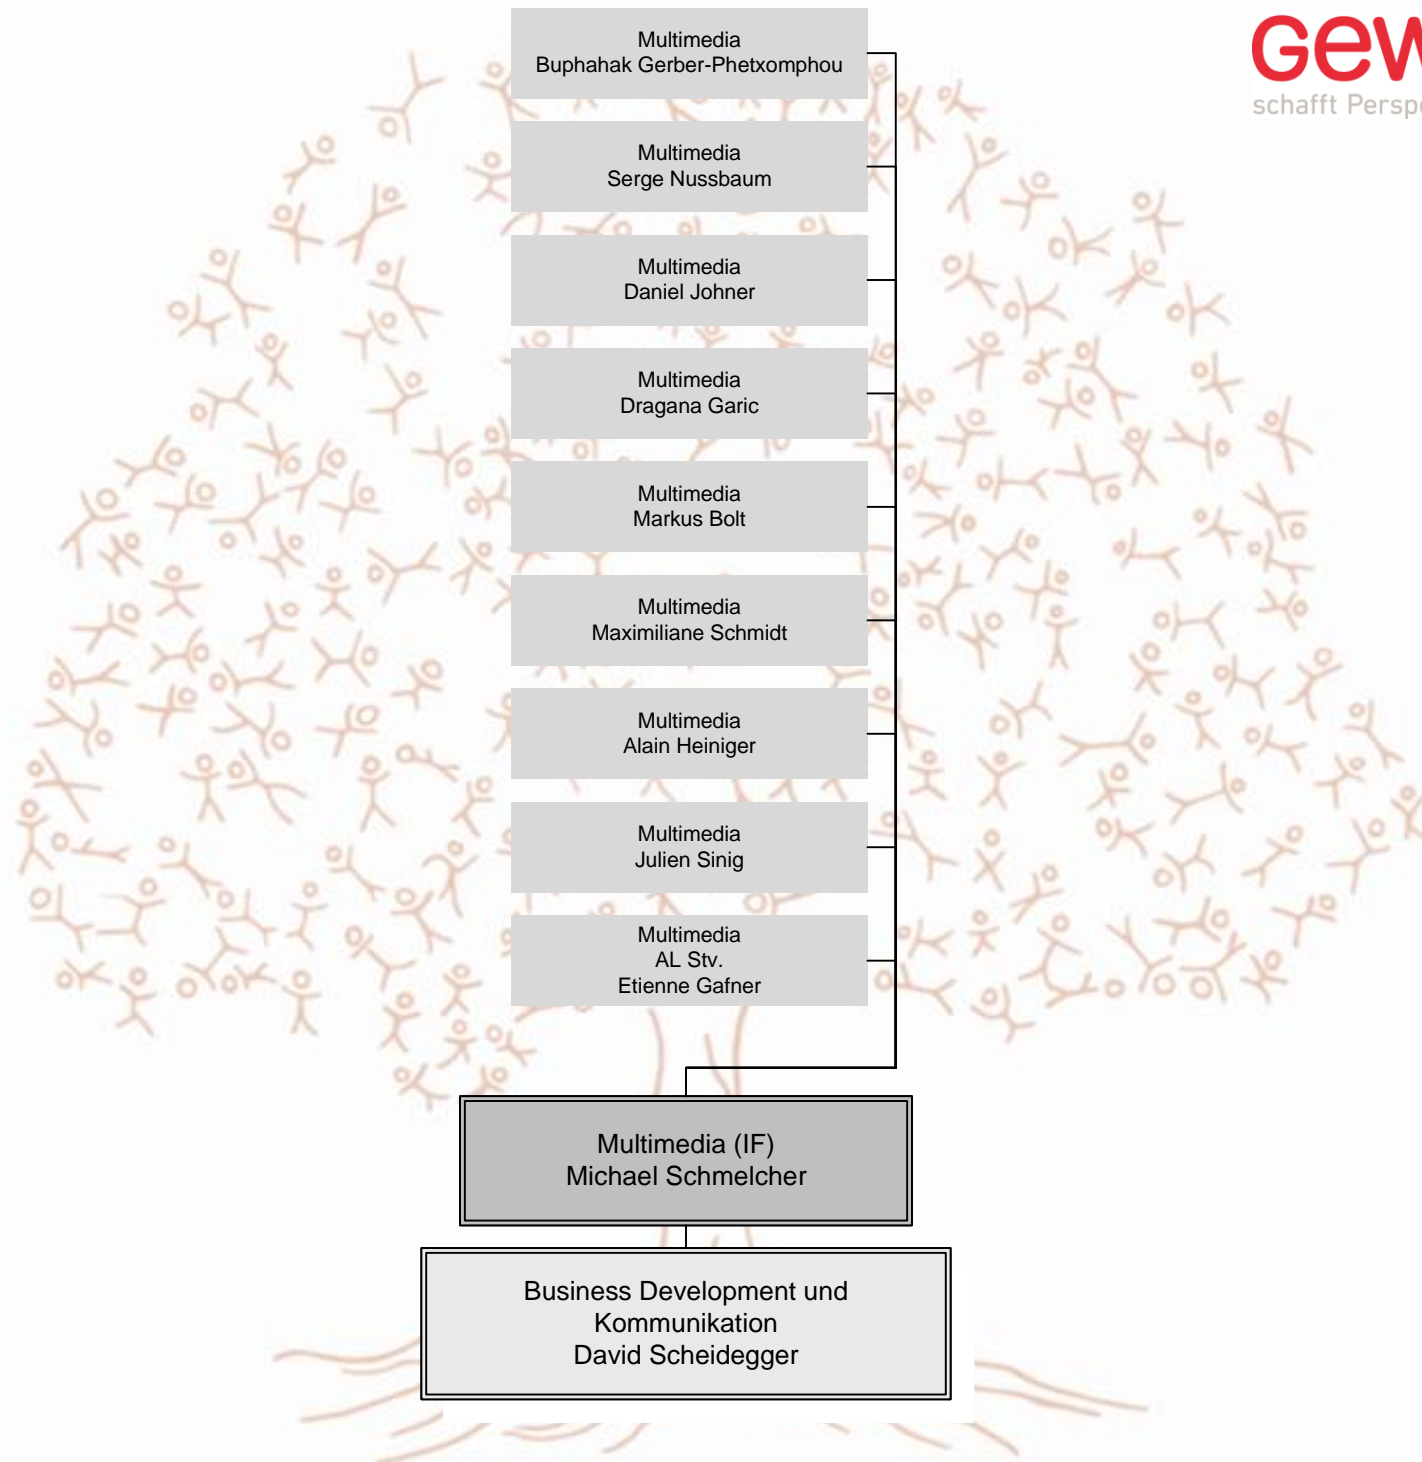 Multimedia
Buphahak Gerber-Phetxomphou
Multimedia
Serge Nussbaum
Multimedia
Daniel Johner
Multimedia
Dragana Garic
Multimedia
Markus Bolt
Multimedia
Maximiliane Schmidt
Multimedia
Alain Heiniger
Multimedia
Julien Sinig
Multimedia
AL Stv.
Etienne Gafner
Multimedia (IF)
Michael Schmelcher
Business Development und
Kommunikation
David Scheidegger
schafft